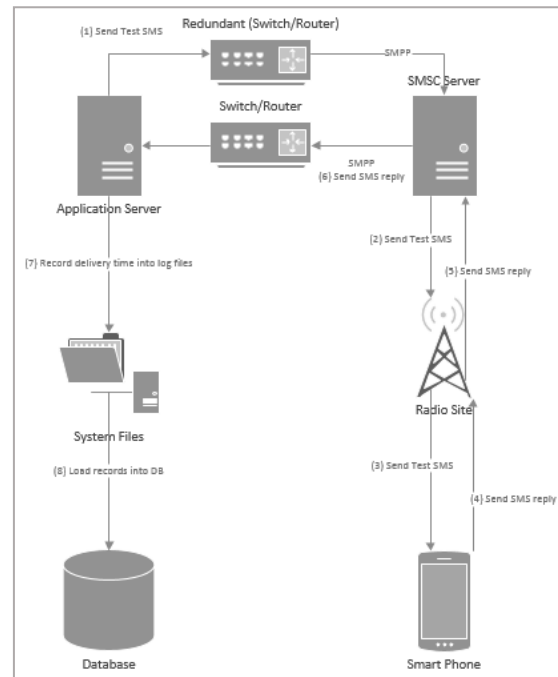 Redundant (Switch/Router)
(1) Send Test SMS
SMPP
SMSC Server
Switch/Router
SMPP
(6) Send SMS reply
Application Server
(2) Send Test SMS
(7) Record delivery time into log files
(5) Send SMS reply
Radio Site
System Files
(3) Send Test SMS
(8) Load records into DB
(4) Send SMS reply
Database
Smart Phone